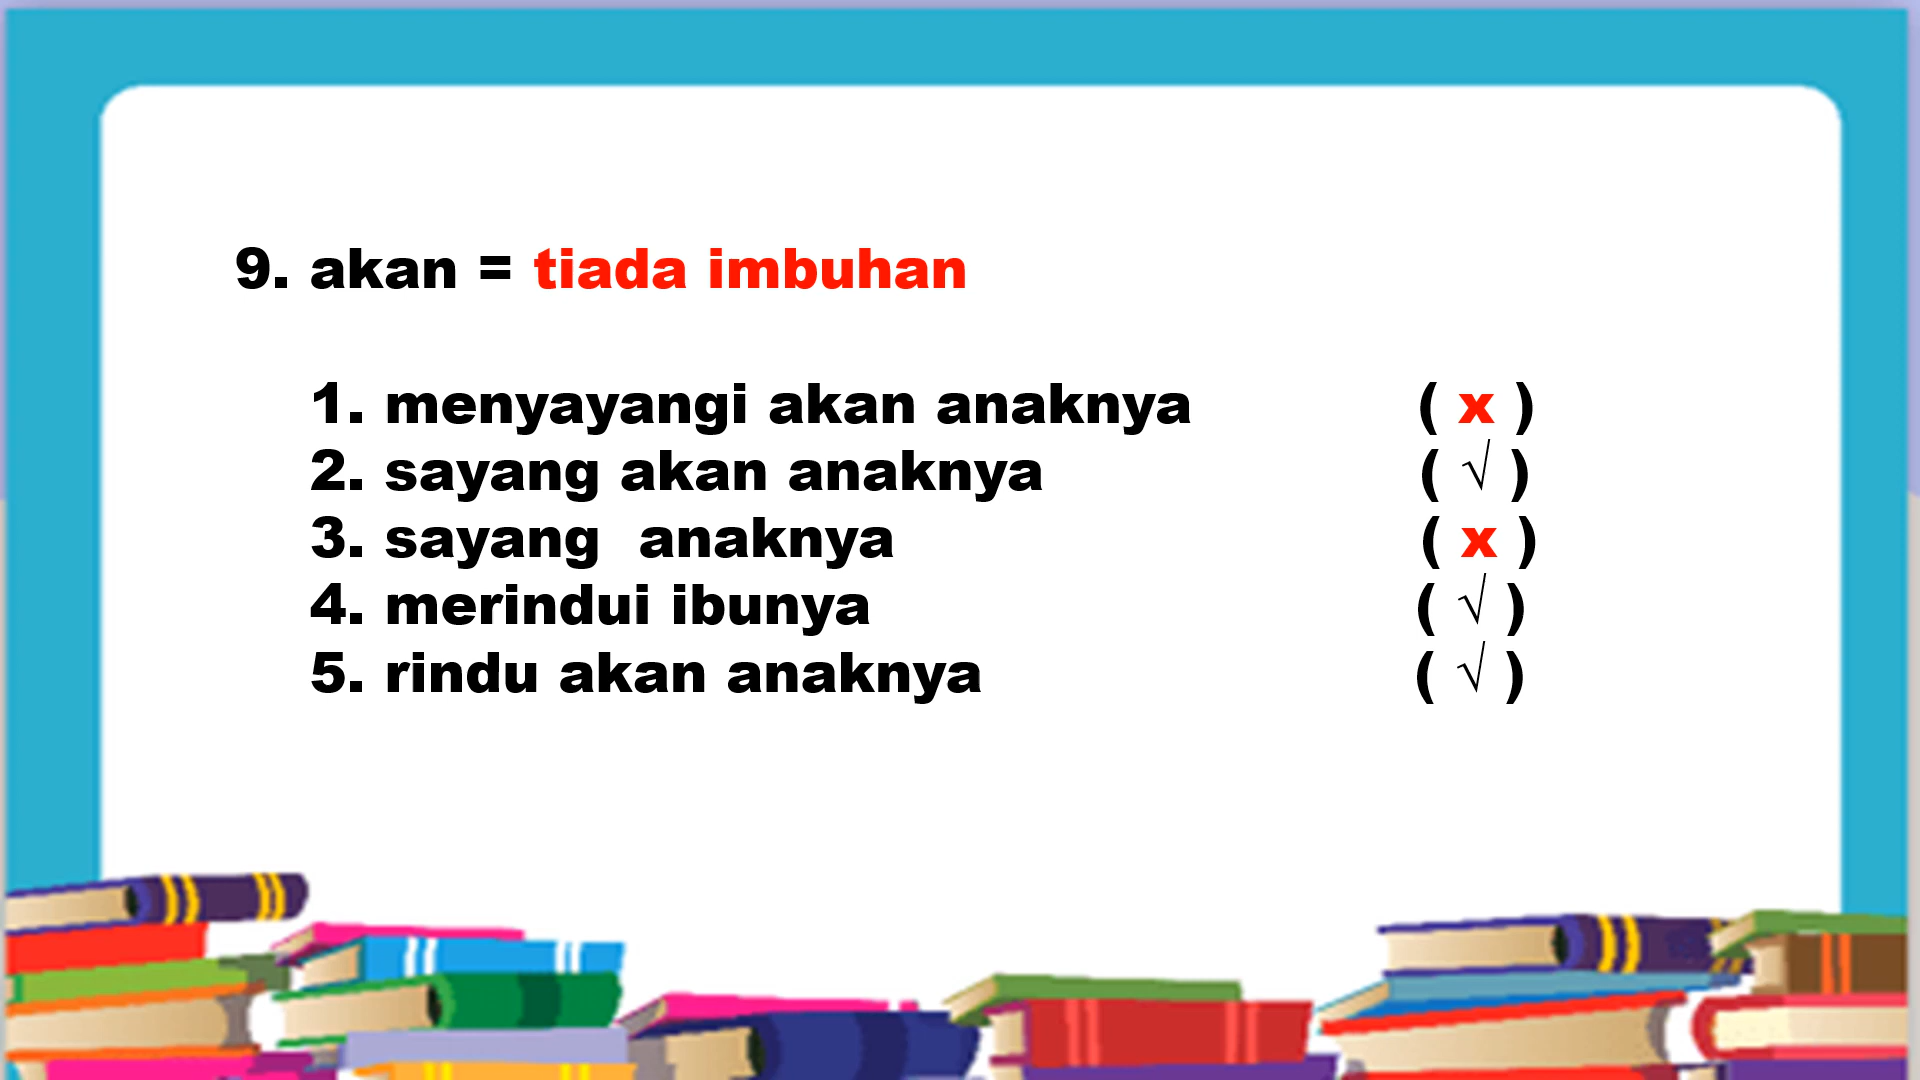 9. akan = tiada imbuhan
1. menyayangi akan anaknya ( x )
2. sayang akan anaknya ( √ )
3. sayang  anaknya ( x )
4. merindui ibunya ( √ )
5. rindu akan anaknya ( √ )